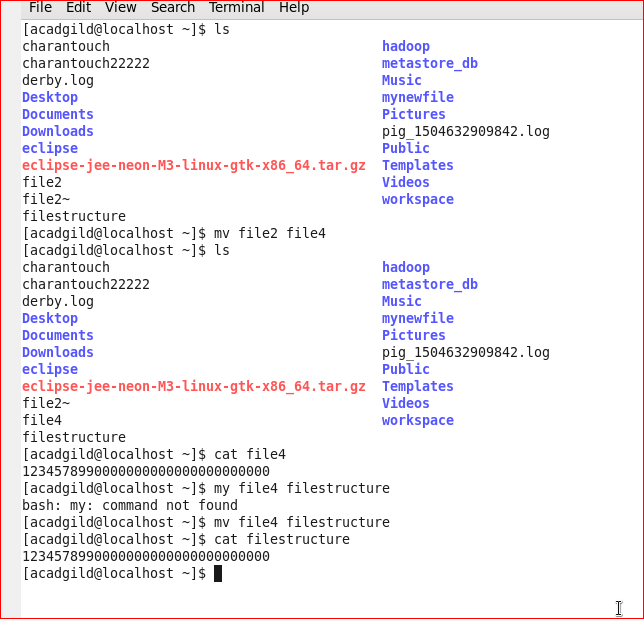 File Edit View Search Terminal Help
[acadgild@localhost ~]$ ls
charantouch hadoop
charantouch22222 metastore_db
derby.log Music
Desktop mynewfile
Documents Pictures
Downloads pig_1504632909842.log
eclipse Public
eclipse-jee-neon-M3-linux-gtk-x86_64.tar.gz Templates
file2 Videos
file2~ workspace
filestructure
[acadgild@localhost ~]$ mv file2 file4
[acadgild@localhost ~]$ ls
charantouch hadoop
charantouch22222 metastore_db
derby.log Music
Desktop mynewfile
Documents Pictures
Downloads pig_1504632909842.log
eclipse Public
eclipse-jee-neon-M3-linux-gtk-x86_64.tar.gz Templates
file2~ Videos
file4 workspace
filestructure
[acadgild@localhost ~]$ cat file4
1234578990000000000000000000000
[acadgild@localhost ~]$ my file4 filestructure
bash: my: command not found
[acadgild@localhost ~]$ mv file4 filestructure
[acadgild@localhost ~]$ cat filestructure
1234578990000000000000000000000
[acadgild@localhost ~]$